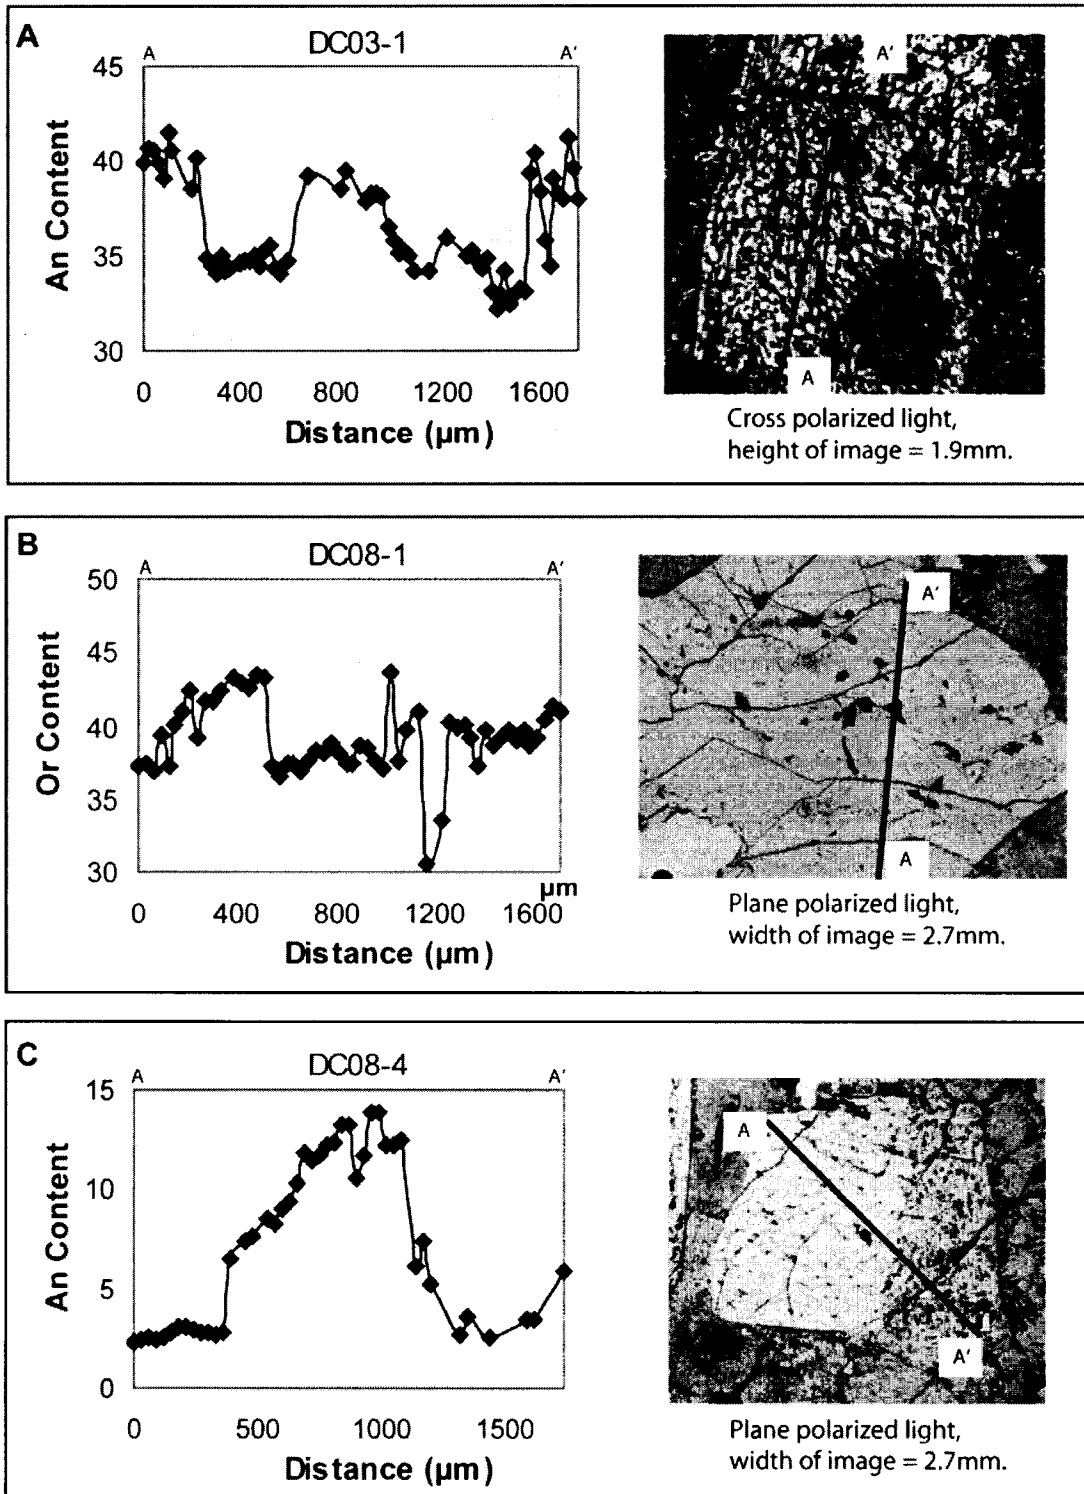 A
DC03-1
A A'
45
40
35
30
An Content
0 400 800 1200 1600
Distance (µm)
A'
A
Cross polarized light,
height of image = 1.9mm.
B
DC08-1
A A'
50
45
40
35
30
Or Content
µm
0 400 800 1200 1600
Distance (µm)
A'
A
Plane polarized light,
width of image = 2.7mm.
C
DC08-4
A A'
15
10
5
0
An Content
0 500 1000 1500
Distance (µm)
A
A'
Plane polarized light,
width of image = 2.7mm.